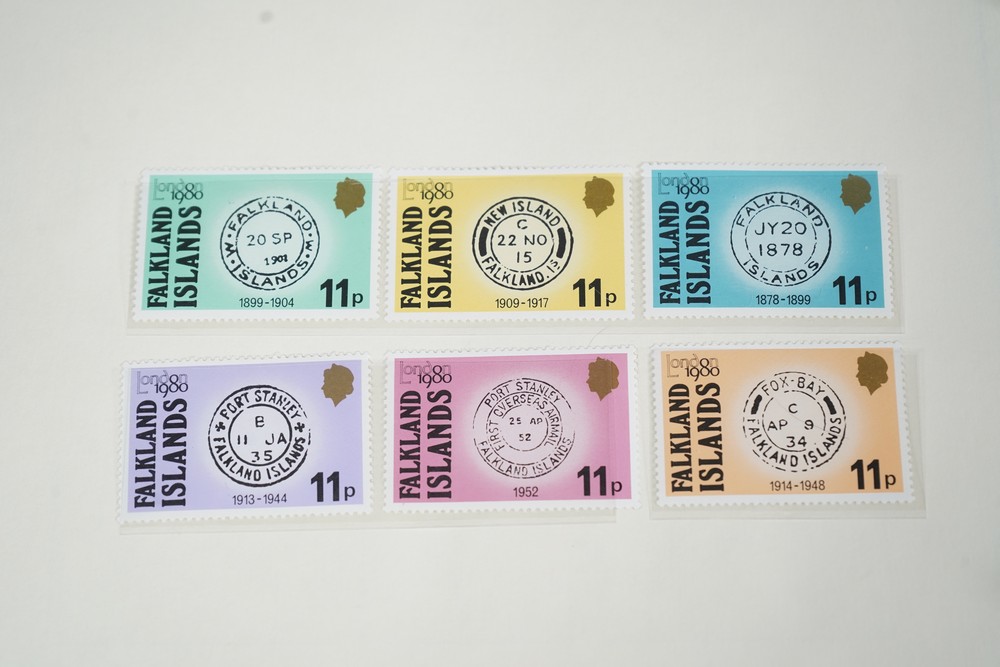 London
1980
FALKLAND
ISLANDS
FALKLAND
20 SP
1901
W · ISLANDS · W
1899-1904
11p
London
1980
FALKLAND
ISLANDS
NEW ISLAND
C
22 NO
15
FALKLAND.IS
1909-1917
11p
London
1980
FALKLAND
ISLANDS
FALKLAND
JY20
1878
ISLANDS
1878-1899
11p
London
1980
FALKLAND
ISLANDS
PORT STANLEY
B
11 JA
35
FALKLAND ISLANDS
1913-1944
11p
London
1980
FALKLAND
ISLANDS
PORT STANLEY
FIRST OVERSEAS AIRMAIL
25 AP
52
FALKLAND ISLANDS
1952
11p
London
1980
FALKLAND
ISLANDS
FOX-BAY
C
AP 9
34
FALKLAND ISLANDS
1914-1948
11p